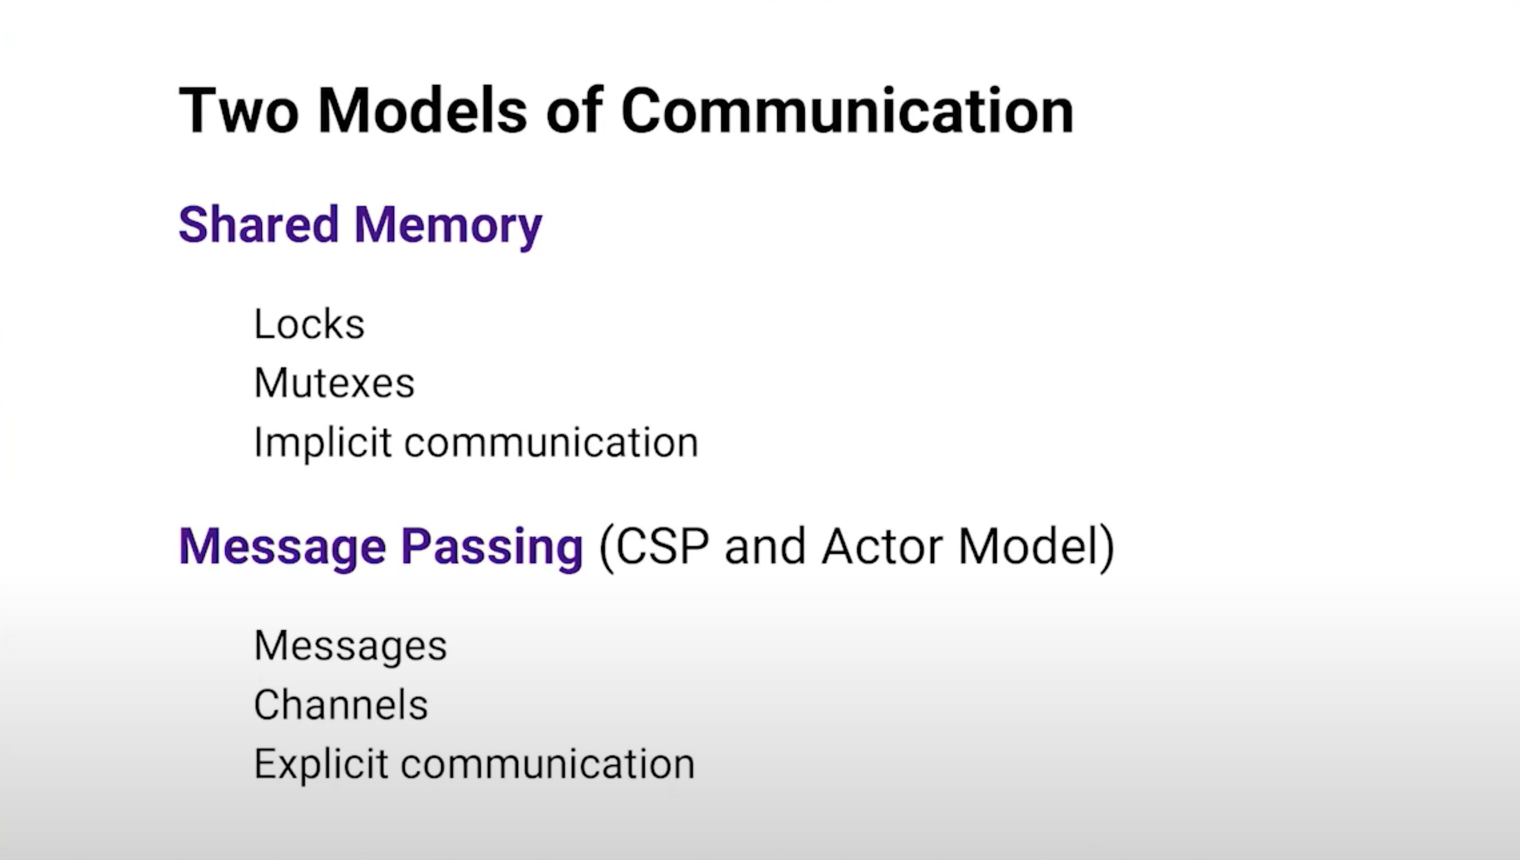 Two Models of Communication
Shared Memory
Locks
Mutexes
Implicit communication
Message Passing (CSP and Actor Model)
Messages
Channels
Explicit communication